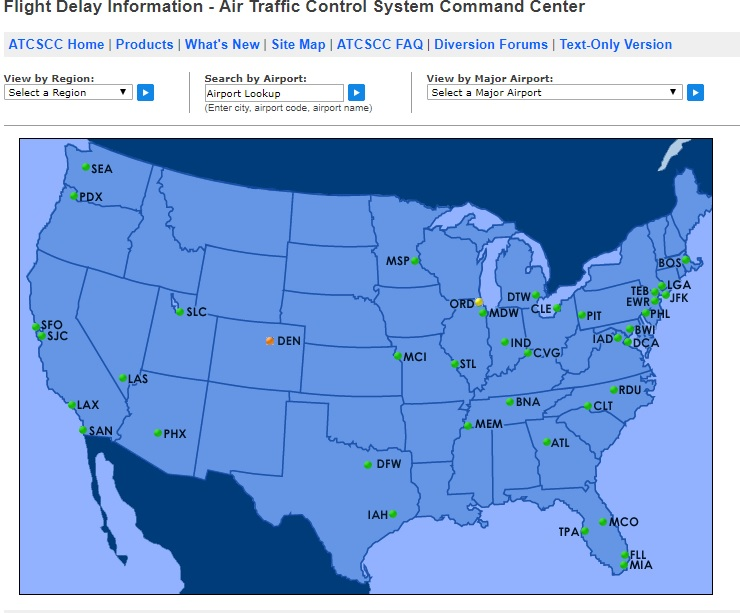 Flight Delay Information - Air Traffic Control System Command Center
ATCSCC Home | Products | What's New | Site Map | ATCSCC FAQ | Diversion Forums | Text-Only Version
View by Region: Search by Airport: View by Major Airport:
Select a Region Airport Lookup Select a Major Airport
(Enter city, airport code, airport name)
SEA
PDX
MSP
BOS
LGA
TEB
JFK
EWR
DTW
ORD
CLE
MDW
PIT
PHL
SLC
SFO
SJC
BWI
IAD
DCA
DEN
IND
CVG
MCI
STL
LAS
RDU
BNA
CLT
LAX
MEM
SAN
PHX
ATL
DFW
IAH
MCO
TPA
FLL
MIA